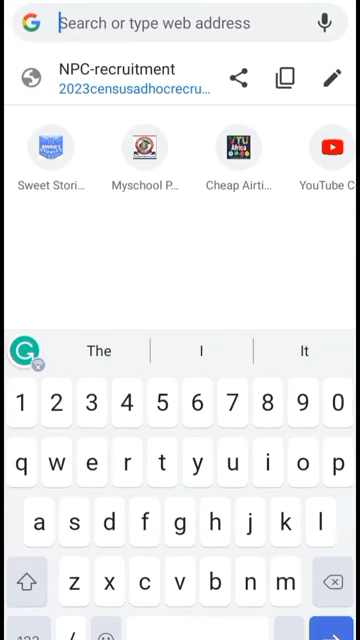 Search or type web address
NPC-recruitment
2023censusadhocrecru...
Sweet Stori... Myschool P... Cheap Airti... YouTube C
The I It
1 2 3 4 5 6 7 8 9 0
q w e r t y u i o p
a s d f g h j k l
z x c v b n m